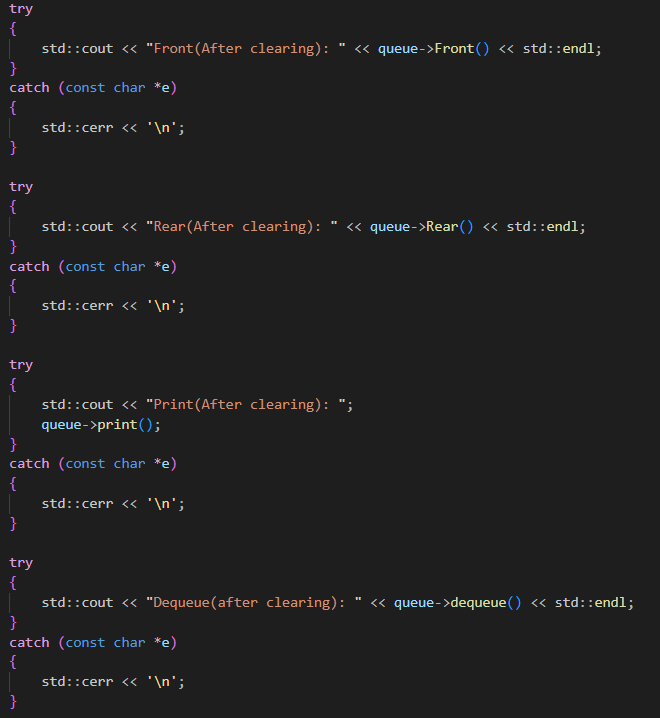 try
{
    std::cout << "Front(After clearing): " << queue->Front() << std::endl;
}
catch (const char *e)
{
    std::cerr << '\n';
}

try
{
    std::cout << "Rear(After clearing): " << queue->Rear() << std::endl;
}
catch (const char *e)
{
    std::cerr << '\n';
}

try
{
    std::cout << "Print(After clearing): ";
    queue->print();
}
catch (const char *e)
{
    std::cerr << '\n';
}

try
{
    std::cout << "Dequeue(after clearing): " << queue->dequeue() << std::endl;
}
catch (const char *e)
{
    std::cerr << '\n';
}